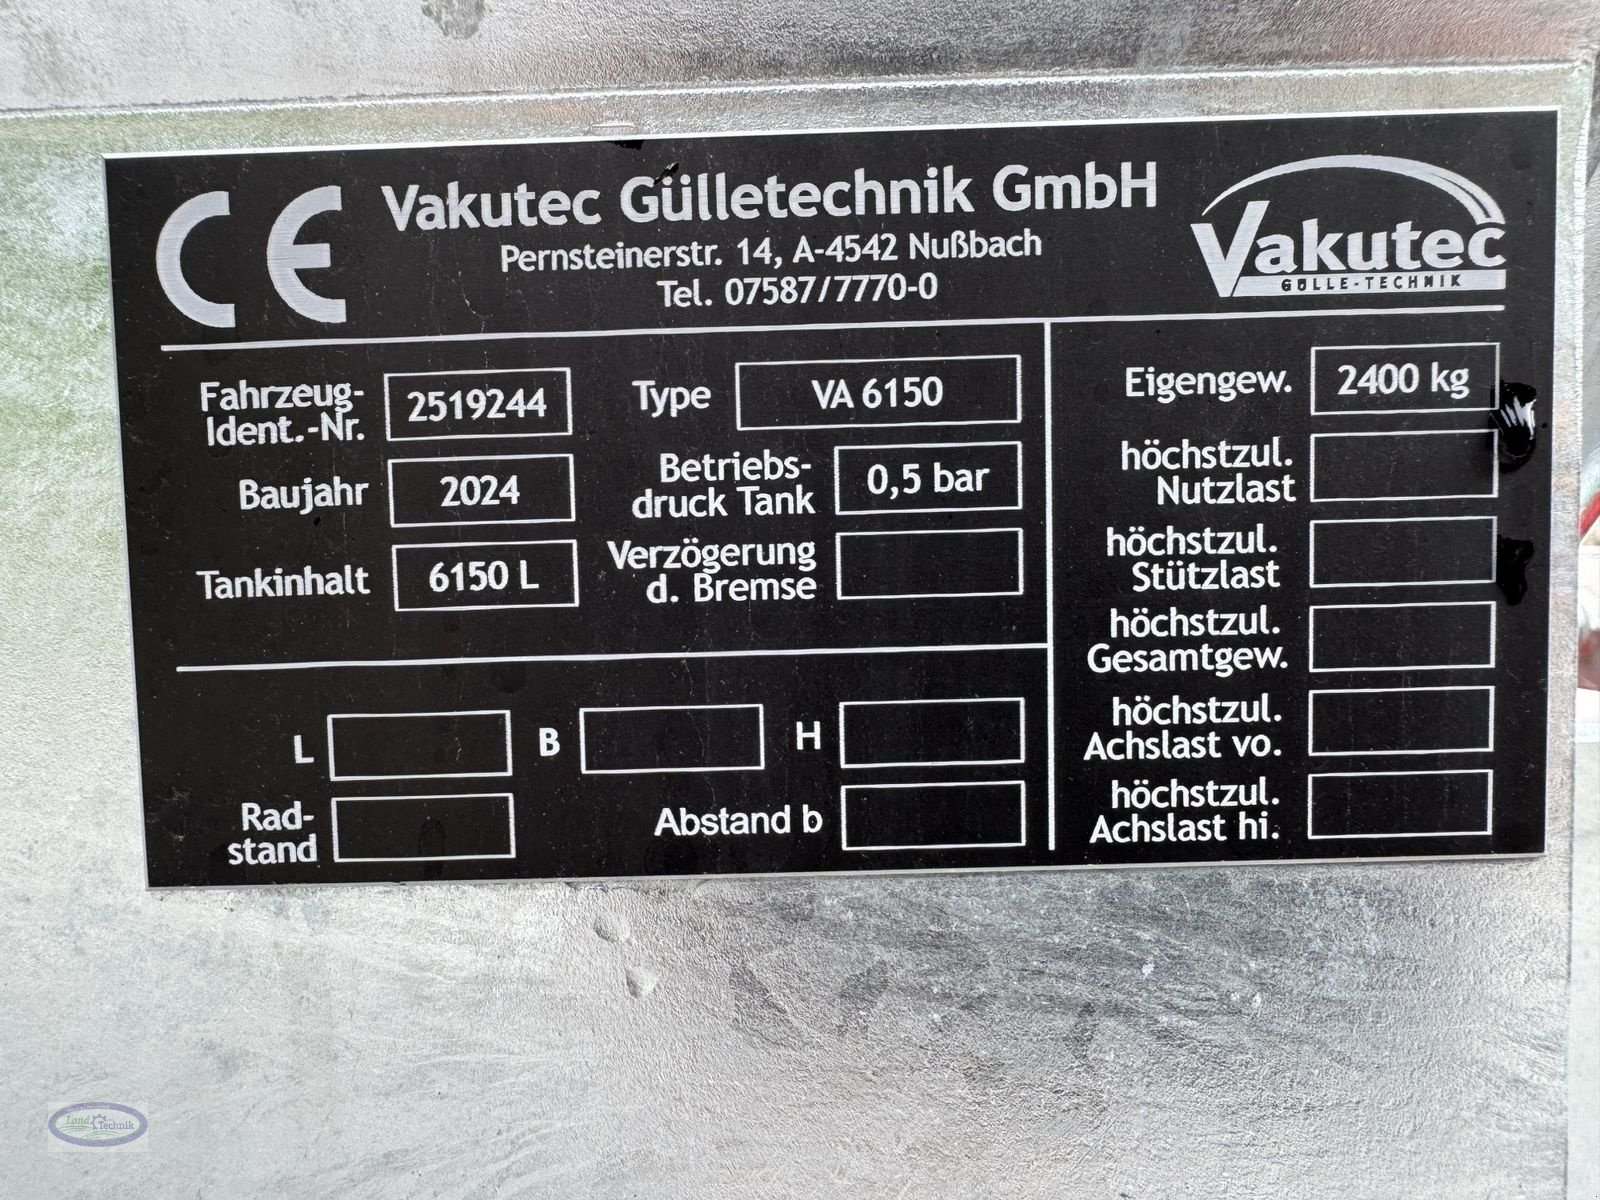 CE
Vakutec Gülletechnik GmbH
Pernsteinerstr. 14, A-4542 Nußbach
Tel. 07587/7770-0
Vakutec
GÜLLE-TECHNIK
Fahrzeug-
Ident.-Nr.
2519244
Type
VA 6150
Baujahr
2024
Betriebs-
druck Tank
0,5 bar
Tankinhalt
6150 L
Verzögerung
d. Bremse
L
B
H
Rad-
stand
Abstand b
Eigengew.
2400 kg
höchstzul.
Nutzlast
höchstzul.
Stützlast
höchstzul.
Gesamtgew.
höchstzul.
Achslast vo.
höchstzul.
Achslast hi.
Land Technik